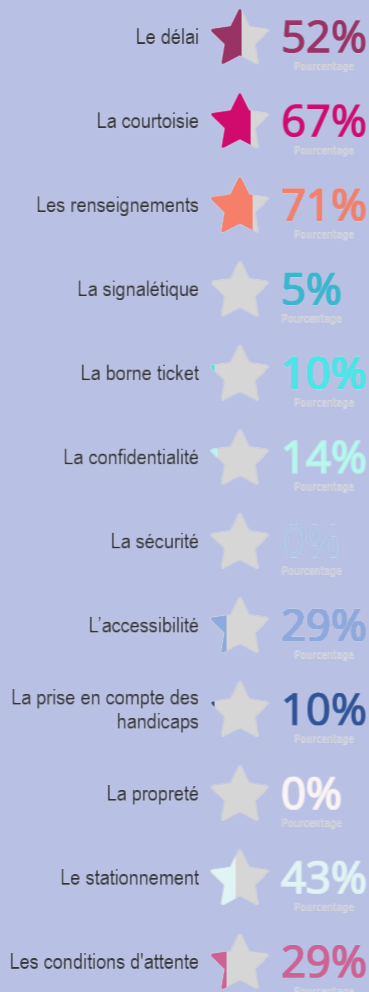 Le délai 52%
Pourcentage
La courtoisie 67%
Pourcentage
Les renseignements 71%
Pourcentage
La signalétique 5%
Pourcentage
La borne ticket 10%
Pourcentage
La confidentialité 14%
Pourcentage
La sécurité 0%
Pourcentage
L'accessibilité 29%
Pourcentage
La prise en compte des
handicaps 10%
Pourcentage
La propreté 0%
Pourcentage
Le stationnement 43%
Pourcentage
Les conditions d'attente 29%
Pourcentage